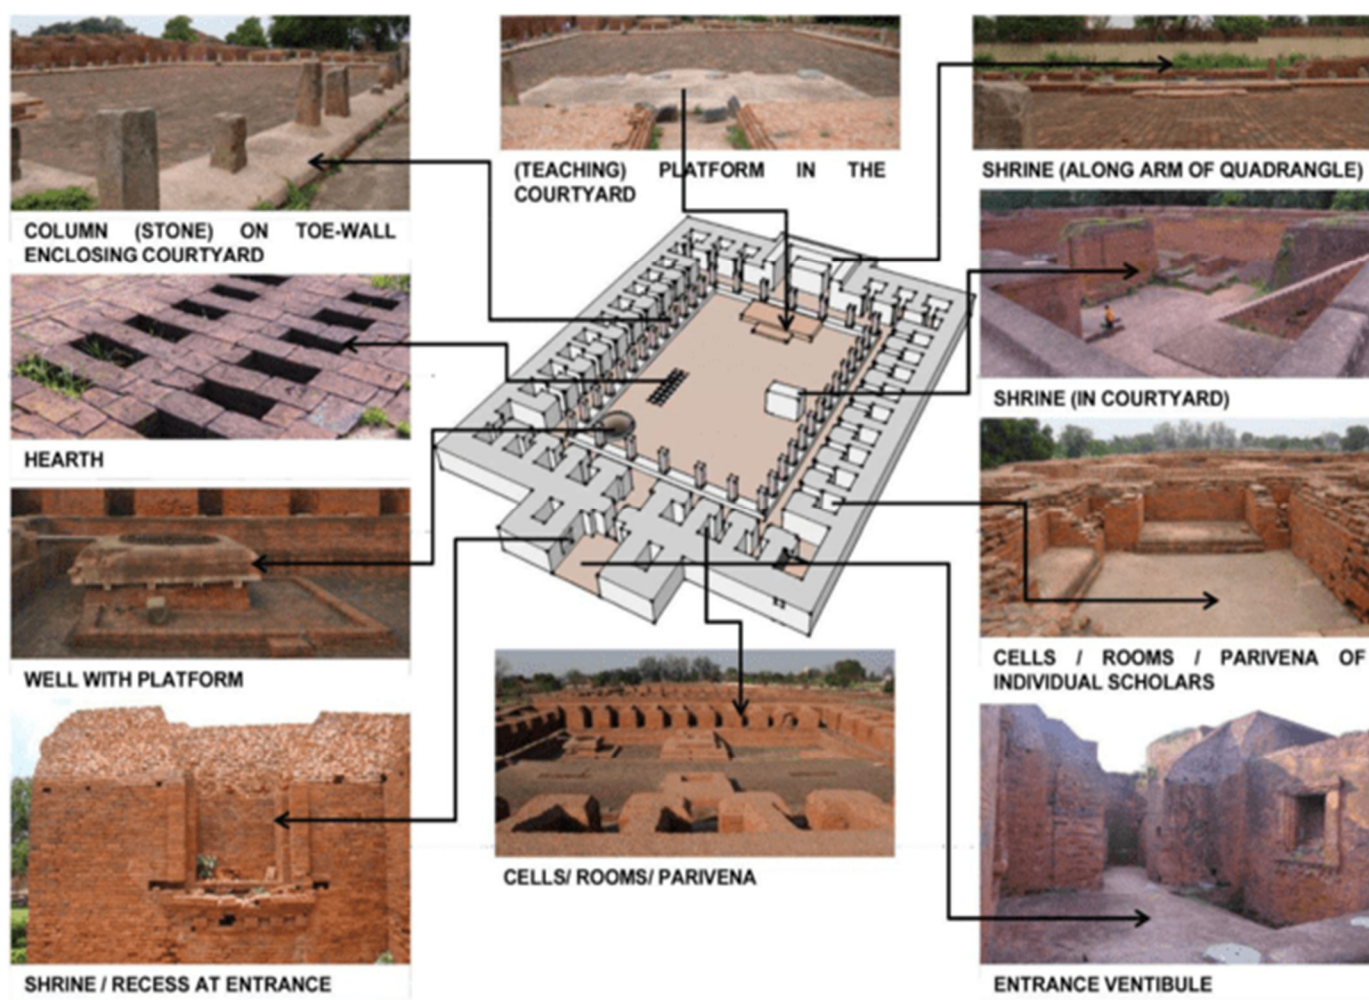 COLUMN (STONE) ON TOE-WALL
ENCLOSING COURTYARD
(TEACHING) PLATFORM IN THE
COURTYARD
SHRINE (ALONG ARM OF QUADRANGLE)
HEARTH
SHRINE (IN COURTYARD)
WELL WITH PLATFORM
CELLS / ROOMS / PARIVENA OF
INDIVIDUAL SCHOLARS
CELLS/ ROOMS/ PARIVENA
SHRINE / RECESS AT ENTRANCE
ENTRANCE VENTIBULE